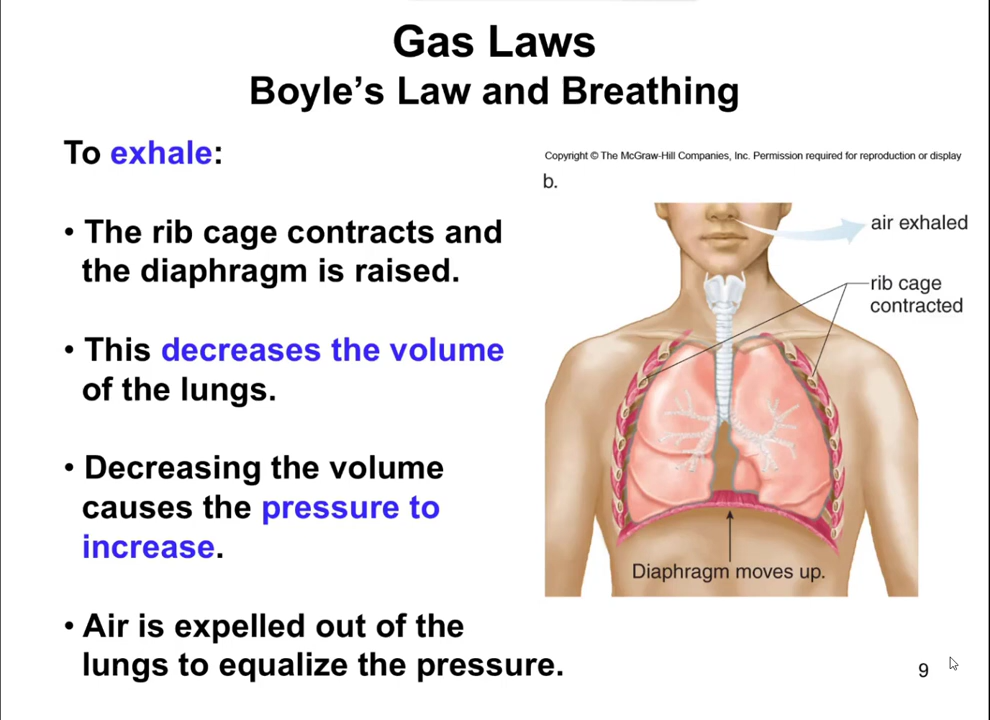 Gas Laws
Boyle's Law and Breathing
To exhale:
• The rib cage contracts and
the diaphragm is raised.
• This decreases the volume
of the lungs.
• Decreasing the volume
causes the pressure to
increase.
• Air is expelled out of the
lungs to equalize the pressure.
Copyright © The McGraw-Hill Companies, Inc. Permission required for reproduction or display
b.
air exhaled
rib cage
contracted
Diaphragm moves up.
9